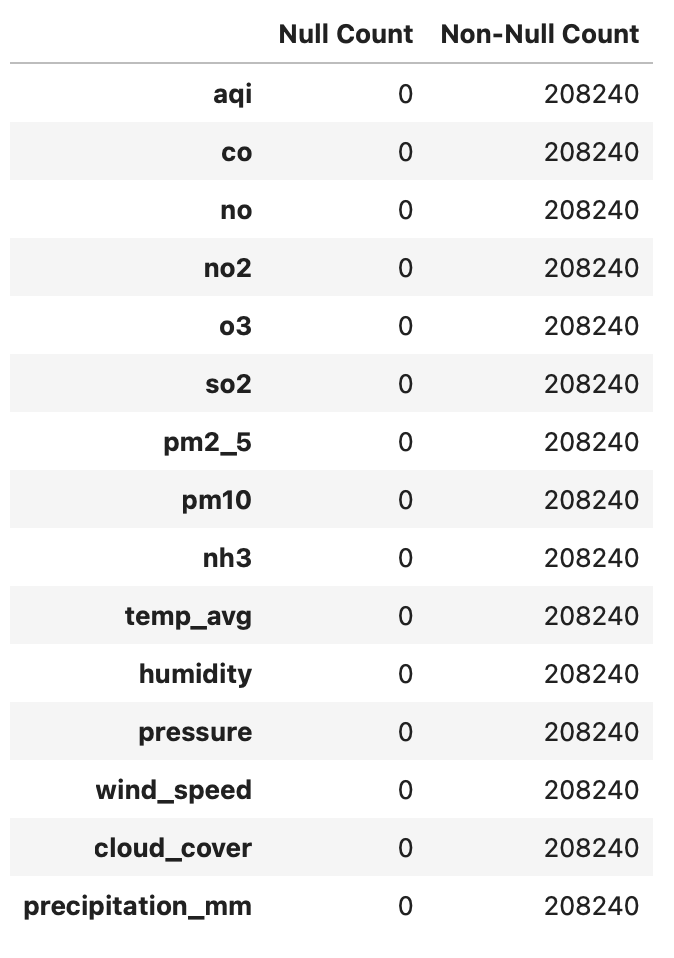 Null Count Non-Null Count
aqi 0 208240
co 0 208240
no 0 208240
no2 0 208240
o3 0 208240
so2 0 208240
pm2_5 0 208240
pm10 0 208240
nh3 0 208240
temp_avg 0 208240
humidity 0 208240
pressure 0 208240
wind_speed 0 208240
cloud_cover 0 208240
precipitation_mm 0 208240